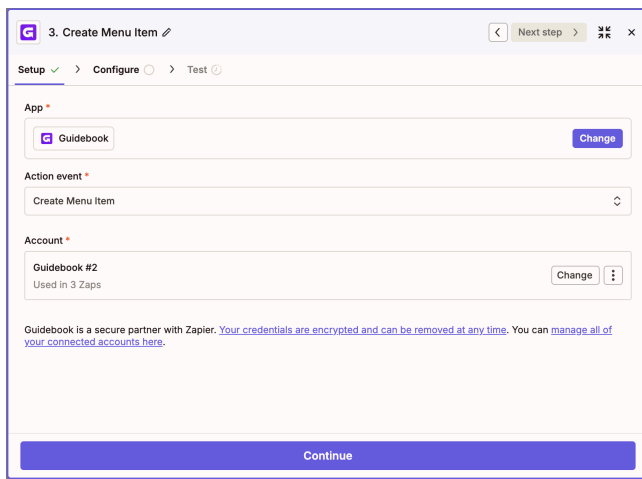 3. Create Menu Item
Next step
Setup
Configure
Test
App *
Guidebook
Change
Action event *
Create Menu Item
Account *
Guidebook #2
Used in 3 Zaps
Change
Guidebook is a secure partner with Zapier. Your credentials are encrypted and can be removed at any time. You can manage all of
your connected accounts here.
Continue